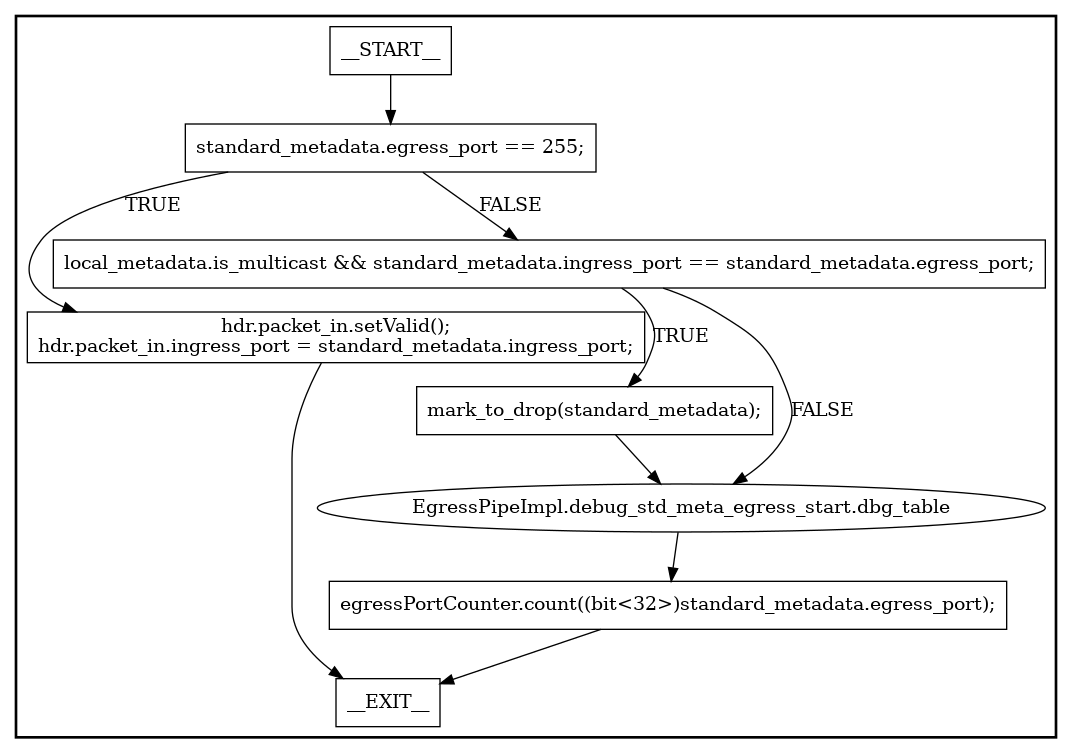 __START__
standard_metadata.egress_port == 255;
TRUE
FALSE
local_metadata.is_multicast && standard_metadata.ingress_port == standard_metadata.egress_port;
hdr.packet_in.setValid();
hdr.packet_in.ingress_port = standard_metadata.ingress_port;
TRUE
mark_to_drop(standard_metadata);
FALSE
EgressPipeImpl.debug_std_meta_egress_start.dbg_table
egressPortCounter.count((bit<32>)standard_metadata.egress_port);
__EXIT__